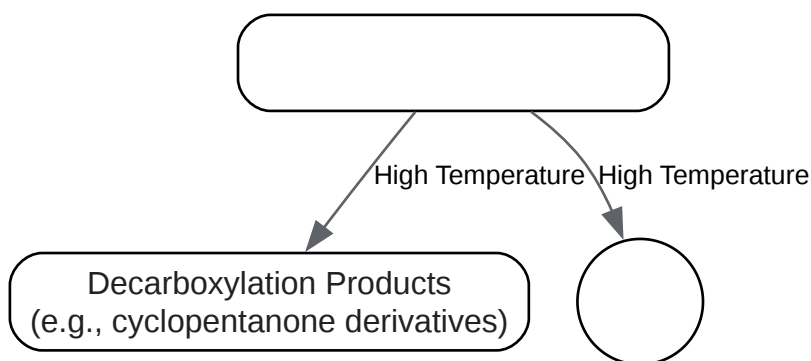 High Temperature High Temperature
Decarboxylation Products
(e.g., cyclopentanone derivatives)